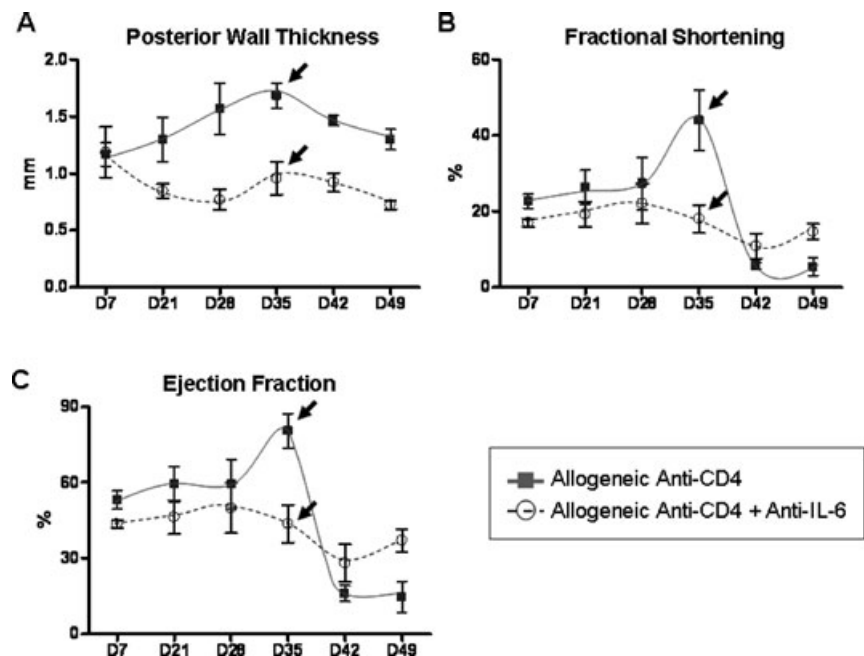 A
Posterior Wall Thickness
2.0
1.5
1.0
0.5
0.0
mm
D7 D21 D28 D35 D42 D49
B
Fractional Shortening
60
40
20
0
%
D7 D21 D28 D35 D42 D49
C
Ejection Fraction
90
60
30
0
%
D7 D21 D28 D35 D42 D49
Allogeneic Anti-CD4
Allogeneic Anti-CD4 + Anti-IL-6